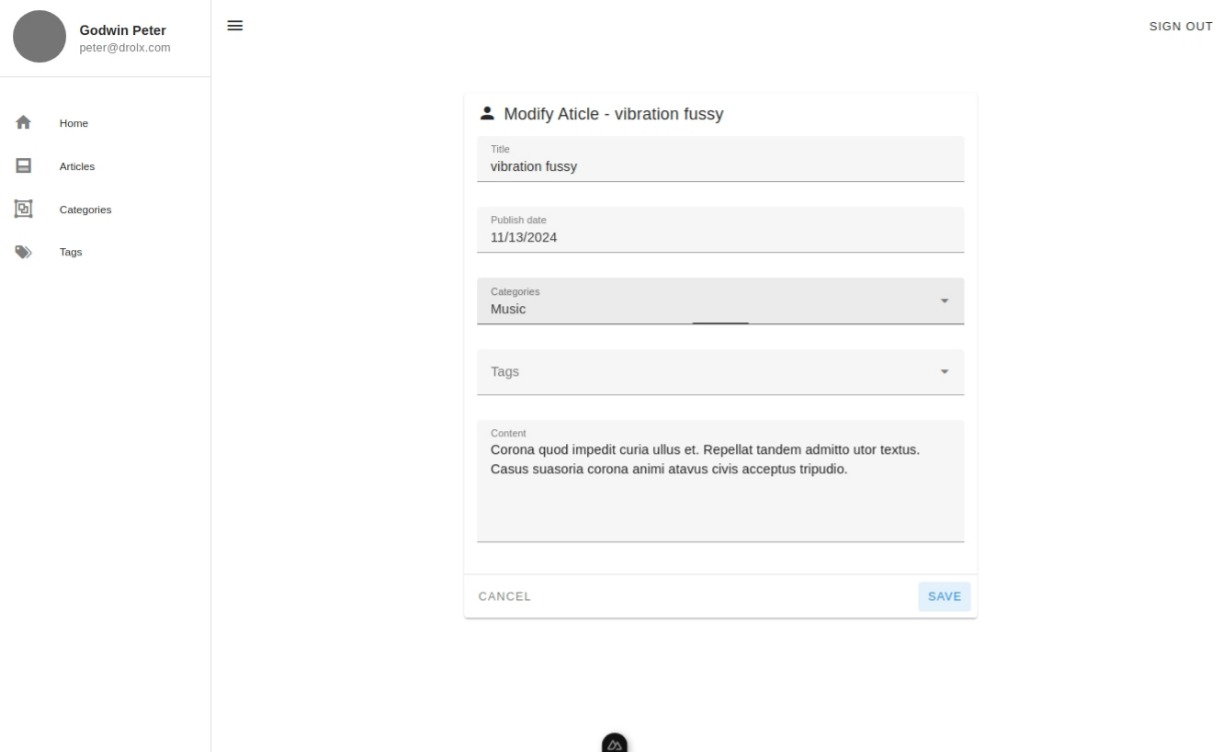 Godwin Peter
peter@drolx.com
SIGN OUT
Home
Articles
Categories
Tags
Modify Aticle - vibration fussy
Title
vibration fussy
Publish date
11/13/2024
Categories
Music
Tags
Content
Corona quod impedit curia ullus et. Repellat tandem admitto utor textus.
Casus suasoria corona animi atavus civis acceptus tripudio.
CANCEL
SAVE